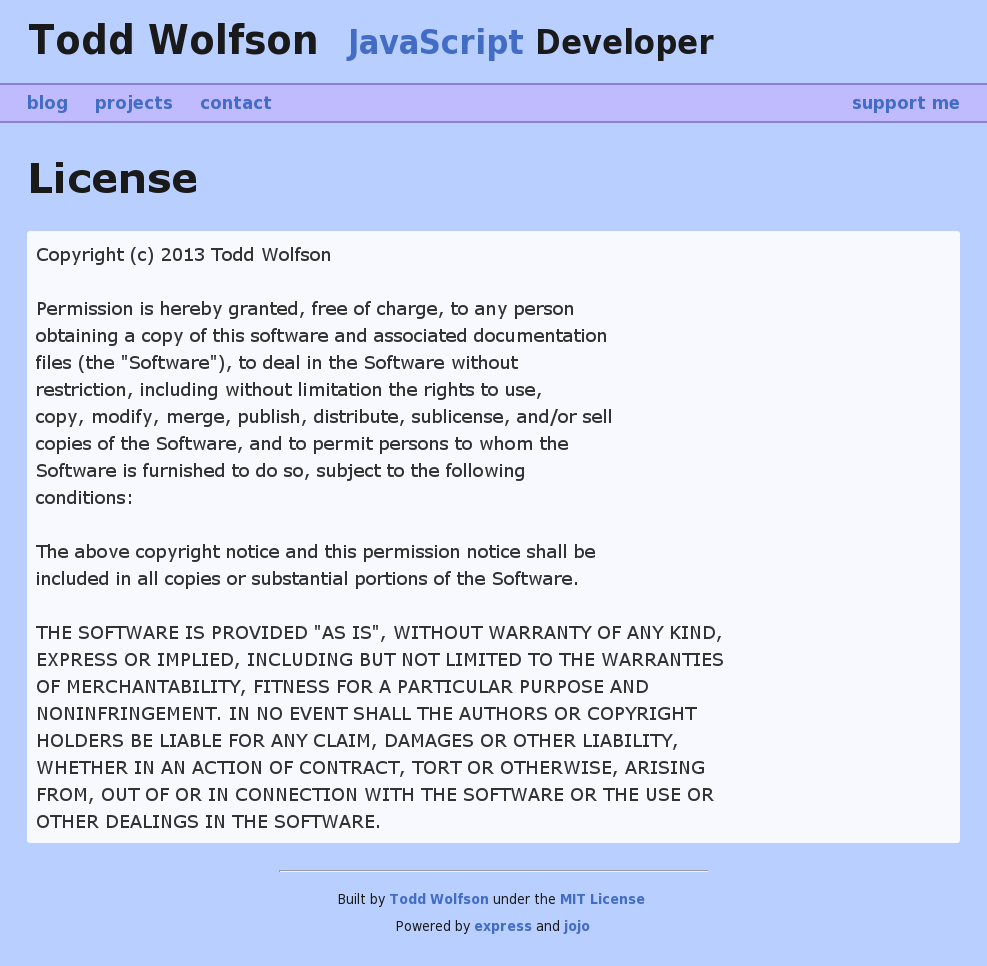 Todd Wolfson JavaScript Developer
blog projects contact support me
License
Copyright (c) 2013 Todd Wolfson
Permission is hereby granted, free of charge, to any person
obtaining a copy of this software and associated documentation
files (the "Software"), to deal in the Software without
restriction, including without limitation the rights to use,
copy, modify, merge, publish, distribute, sublicense, and/or sell
copies of the Software, and to permit persons to whom the
Software is furnished to do so, subject to the following
conditions:
The above copyright notice and this permission notice shall be
included in all copies or substantial portions of the Software.
THE SOFTWARE IS PROVIDED "AS IS", WITHOUT WARRANTY OF ANY KIND,
EXPRESS OR IMPLIED, INCLUDING BUT NOT LIMITED TO THE WARRANTIES
OF MERCHANTABILITY, FITNESS FOR A PARTICULAR PURPOSE AND
NONINFRINGEMENT. IN NO EVENT SHALL THE AUTHORS OR COPYRIGHT
HOLDERS BE LIABLE FOR ANY CLAIM, DAMAGES OR OTHER LIABILITY,
WHETHER IN AN ACTION OF CONTRACT, TORT OR OTHERWISE, ARISING
FROM, OUT OF OR IN CONNECTION WITH THE SOFTWARE OR THE USE OR
OTHER DEALINGS IN THE SOFTWARE.
Built by Todd Wolfson under the MIT License
Powered by express and jojo